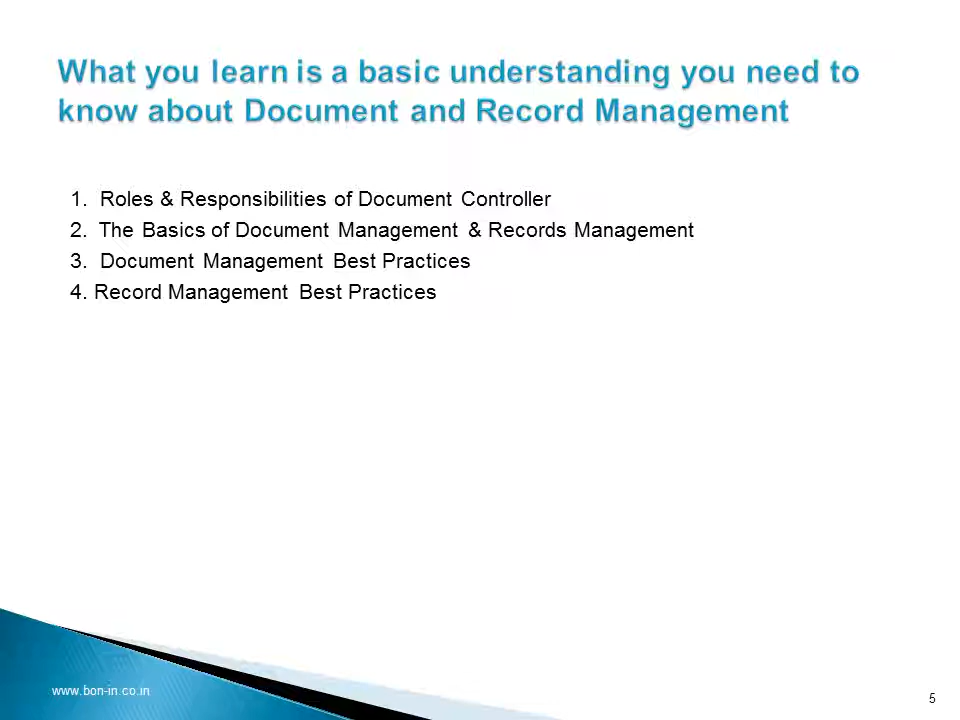 What you learn is a basic understanding you need to
know about Document and Record Management
1. Roles & Responsibilities of Document Controller
2. The Basics of Document Management & Records Management
3. Document Management Best Practices
4. Record Management Best Practices
www.bon-in.co.in
5